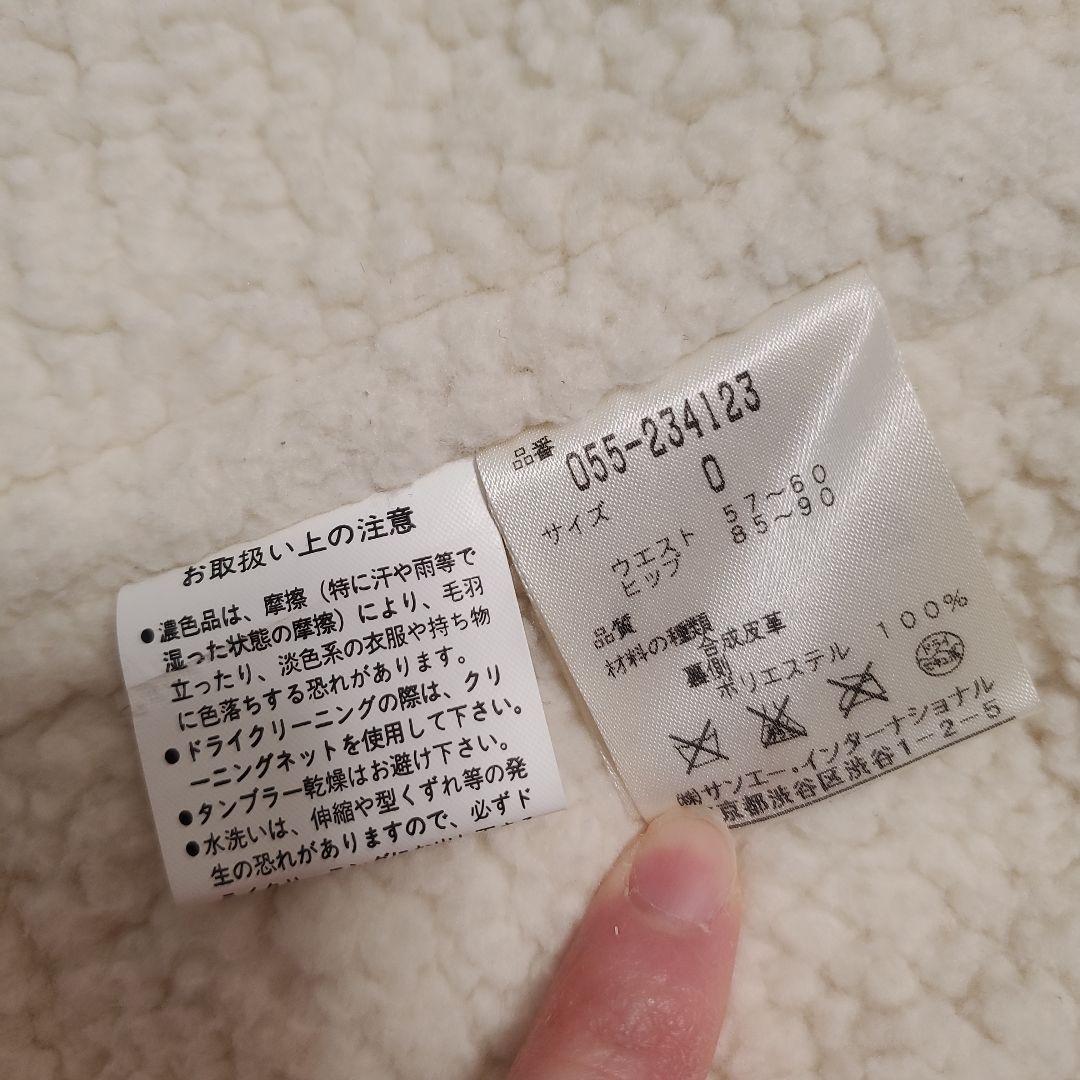 お取扱い上の注意
●濃色品は、摩擦（特に汗や雨等で
湿った状態の摩擦）により、毛羽
立ったり、淡色系の衣服や持ち物
に色落ちする恐れがあります。
●ドライクリーニングの際は、クリ
ーニングネットを使用して下さい。
●タンブラー乾燥はお避け下さい。
●水洗いは、伸縮や型くずれ等の発
生の恐れがありますので、必ずド
品番 055-234123
サイズ 0
ウエスト 57～60
ヒップ 85～90
品質
材料の種類
合成皮革
裏側
ポリエステル 100%
㈱サンエー・インターナショナル
京都渋谷区渋谷1-2-5